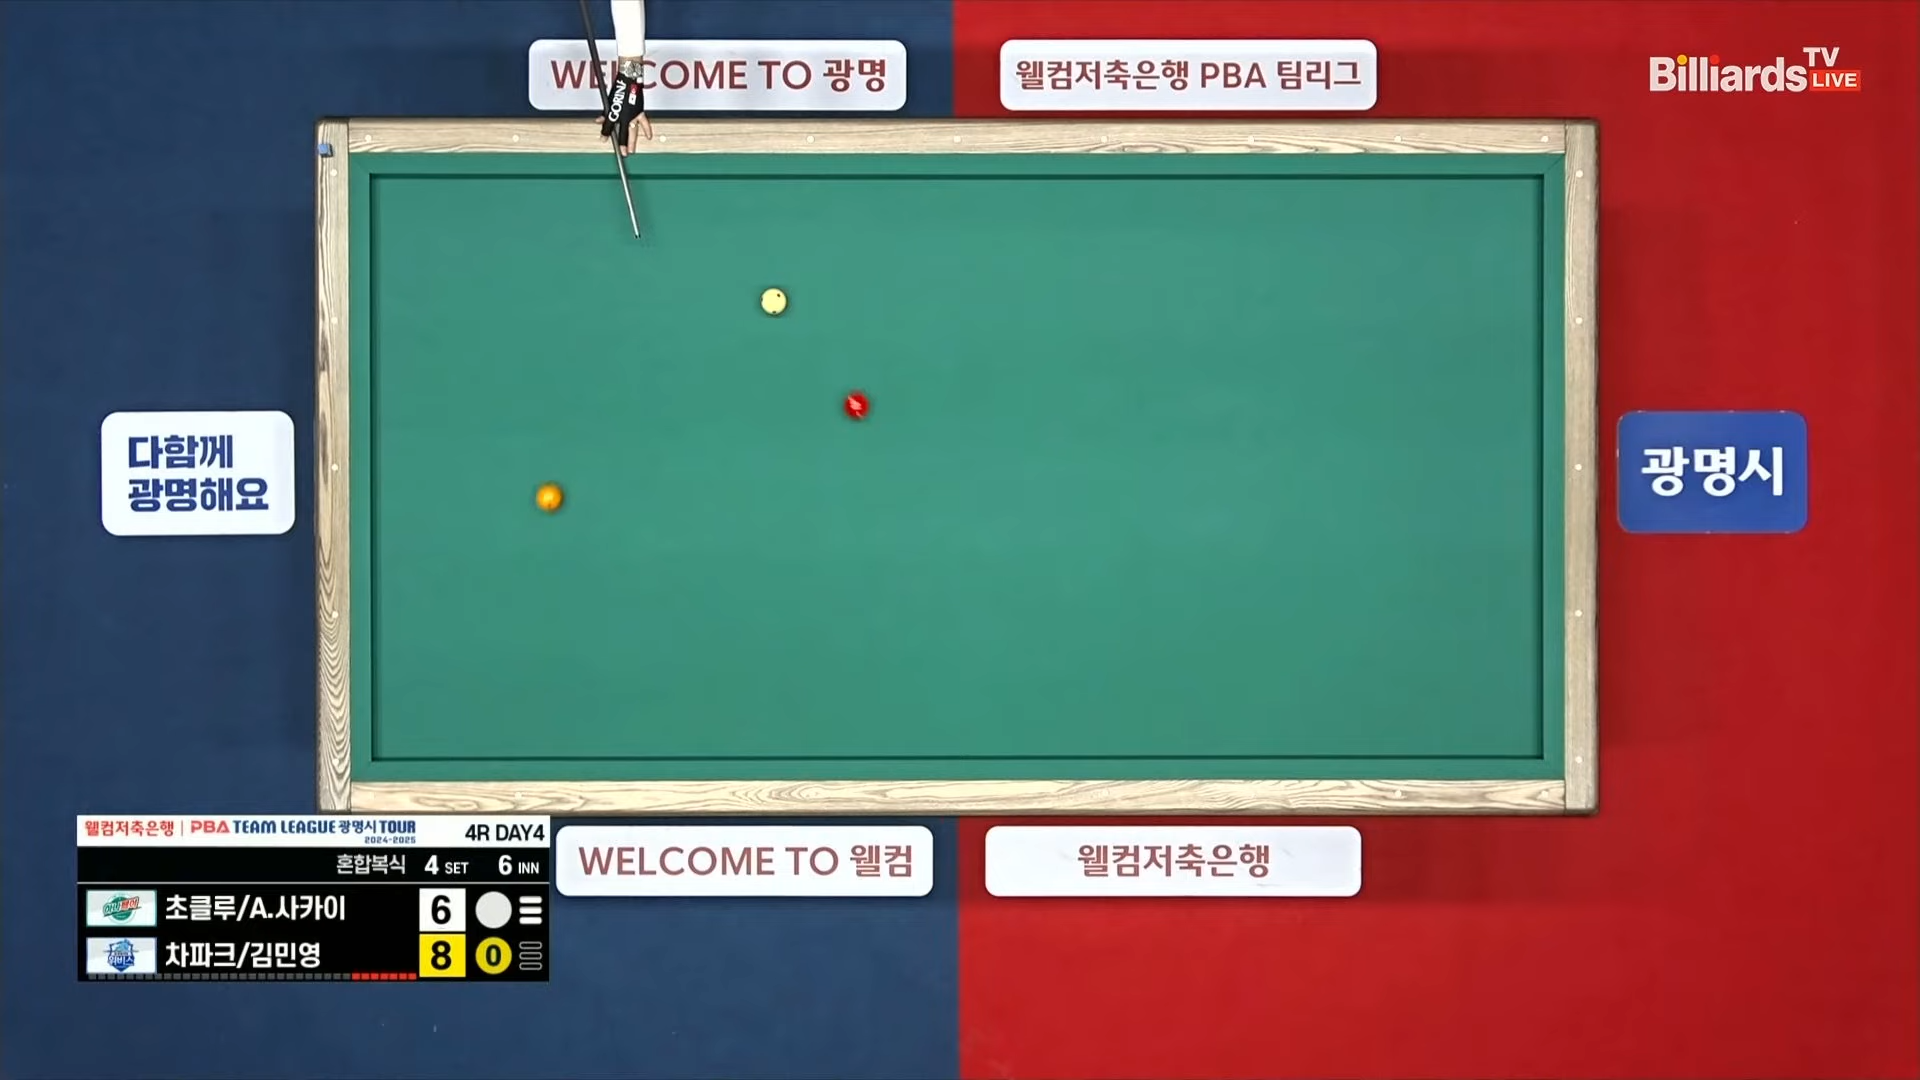 WELCOME TO 광명
웰컴저축은행 PBA 팀리그
Billiards TV LIVE
GORINA
다함께
광명해요
광명시
웰컴저축은행 | PBA TEAM LEAGUE 광명시 TOUR
2024-2025
4R DAY4
혼합복식 4 SET 6 INN
초클루/A.사카이 6
차파크/김민영 8 0
WELCOME TO 웰컴
웰컴저축은행